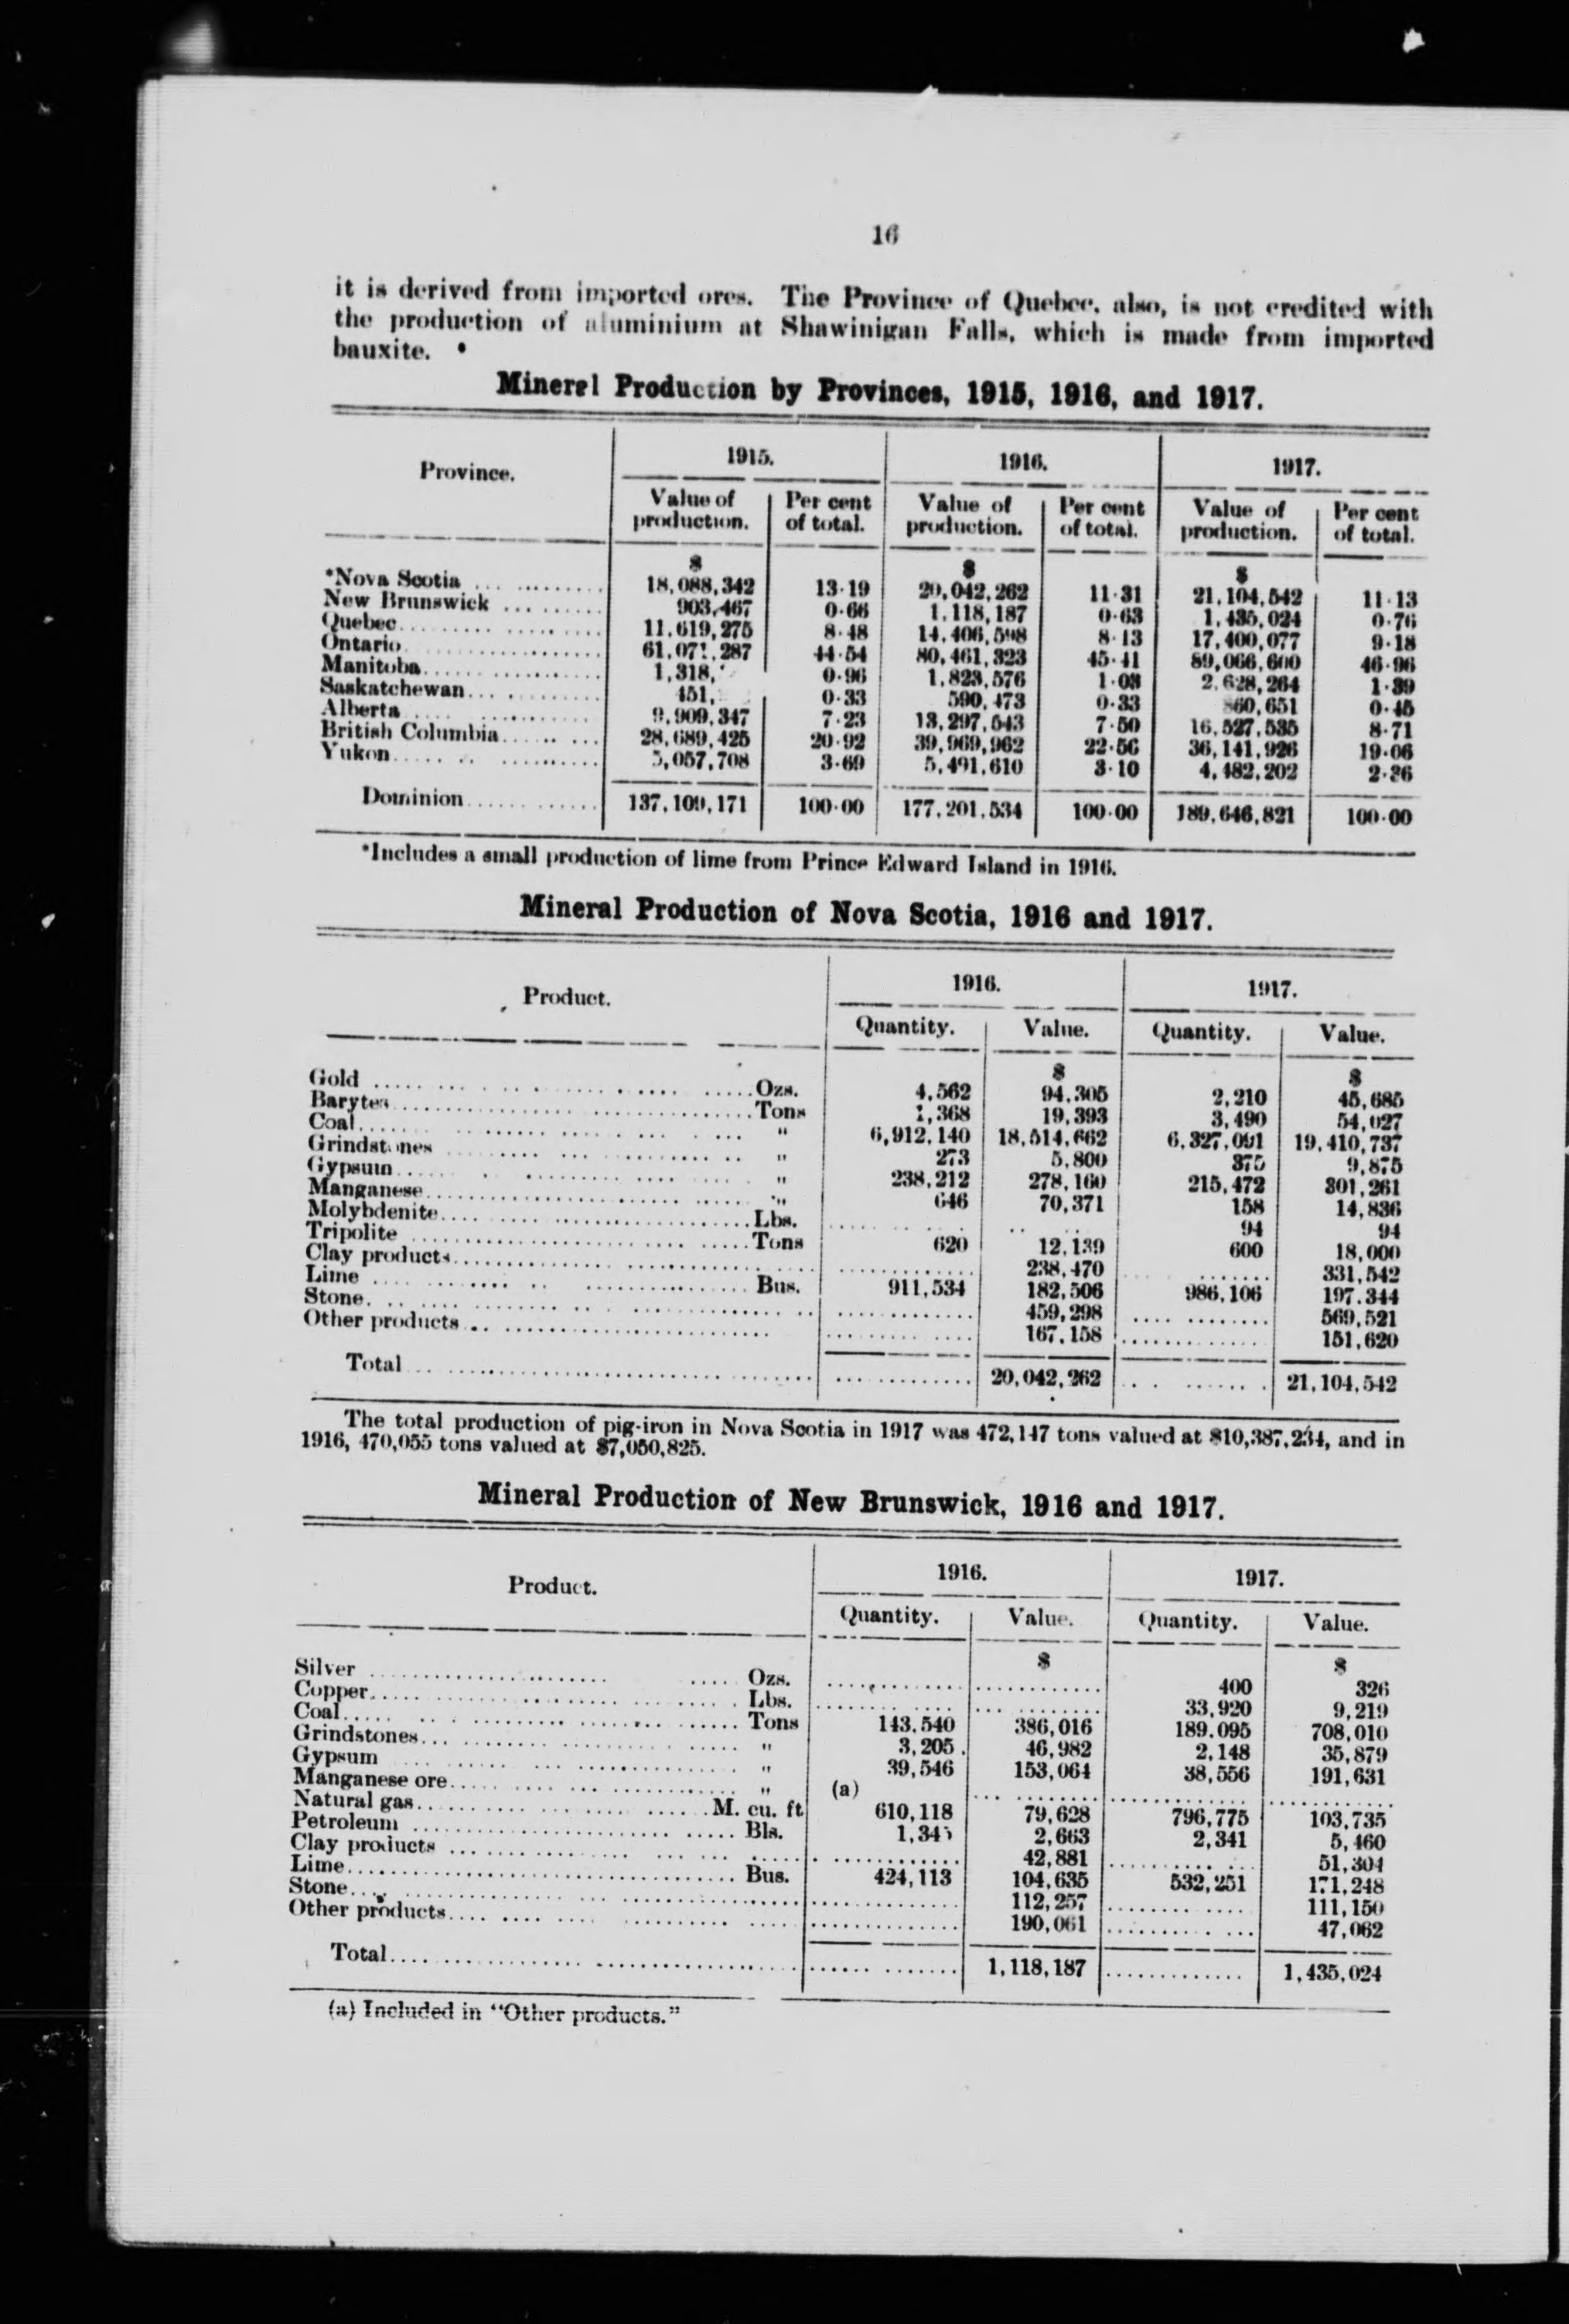 16
it is derived from imported ores. The Province of Quebec, also, is not credited with
the production of aluminium at Shawinigan Falls, which is made from imported
bauxite.
Mineral Production by Provinces, 1915, 1916, and 1917.
Province. 1915. 1916. 1917.
Value of production. Per cent of total. Value of production. Per cent of total. Value of production. Per cent of total.
$ $ $
*Nova Scotia 18,088,342 13·19 20,042,262 11·31 21,104,542 11·13
New Brunswick 903,467 0·66 1,118,187 0·63 1,435,024 0·76
Quebec 11,619,275 8·48 14,406,598 8·13 17,400,077 9·18
Ontario 61,071,287 44·54 80,461,323 45·41 89,066,600 46·96
Manitoba 1,318, 0·96 1,823,576 1·03 2,628,264 1·39
Saskatchewan 451, 0·33 590,473 0·33 860,651 0·45
Alberta 9,909,347 7·23 13,297,543 7·50 16,527,535 8·71
British Columbia 28,689,425 20·92 39,969,962 22·56 36,141,926 19·06
Yukon 5,057,708 3·69 5,491,610 3·10 4,482,202 2·36
Dominion 137,109,171 100·00 177,201,534 100·00 189,646,821 100·00
*Includes a small production of lime from Prince Edward Island in 1916.
Mineral Production of Nova Scotia, 1916 and 1917.
Product. 1916. 1917.
Quantity. Value. Quantity. Value.
$ $
Gold Ozs. 4,562 94,305 2,210 45,685
Barytes Tons 1,368 19,393 3,490 54,027
Coal " 6,912,140 18,514,662 6,327,091 19,410,737
Grindstones " 273 5,800 375 9,875
Gypsum " 238,212 278,160 215,472 301,261
Manganese " 646 70,371 158 14,836
Molybdenite Lbs. 94 94
Tripolite Tons 620 12,139 600 18,000
Clay products 238,470 331,542
Lime Bus. 911,534 182,506 986,106 197,344
Stone 459,298 569,521
Other products 167,158 151,620
Total 20,042,262 21,104,542
The total production of pig-iron in Nova Scotia in 1917 was 472,147 tons valued at $10,387,234, and in
1916, 470,055 tons valued at $7,050,825.
Mineral Production of New Brunswick, 1916 and 1917.
Product. 1916. 1917.
Quantity. Value. Quantity. Value.
$ $
Silver Ozs. 400 326
Copper Lbs. 33,920 9,219
Coal Tons 143,540 386,016 189,095 708,010
Grindstones " 3,205 46,982 2,148 35,879
Gypsum " 39,546 153,064 38,556 191,631
Manganese ore " (a)
Natural gas M. cu. ft 610,118 79,628 796,775 103,735
Petroleum Bls. 1,345 2,663 2,341 5,460
Clay products 42,881 51,304
Lime Bus. 424,113 104,635 532,251 171,248
Stone 112,257 111,150
Other products 190,061 47,062
Total 1,118,187 1,435,024
(a) Included in "Other products."